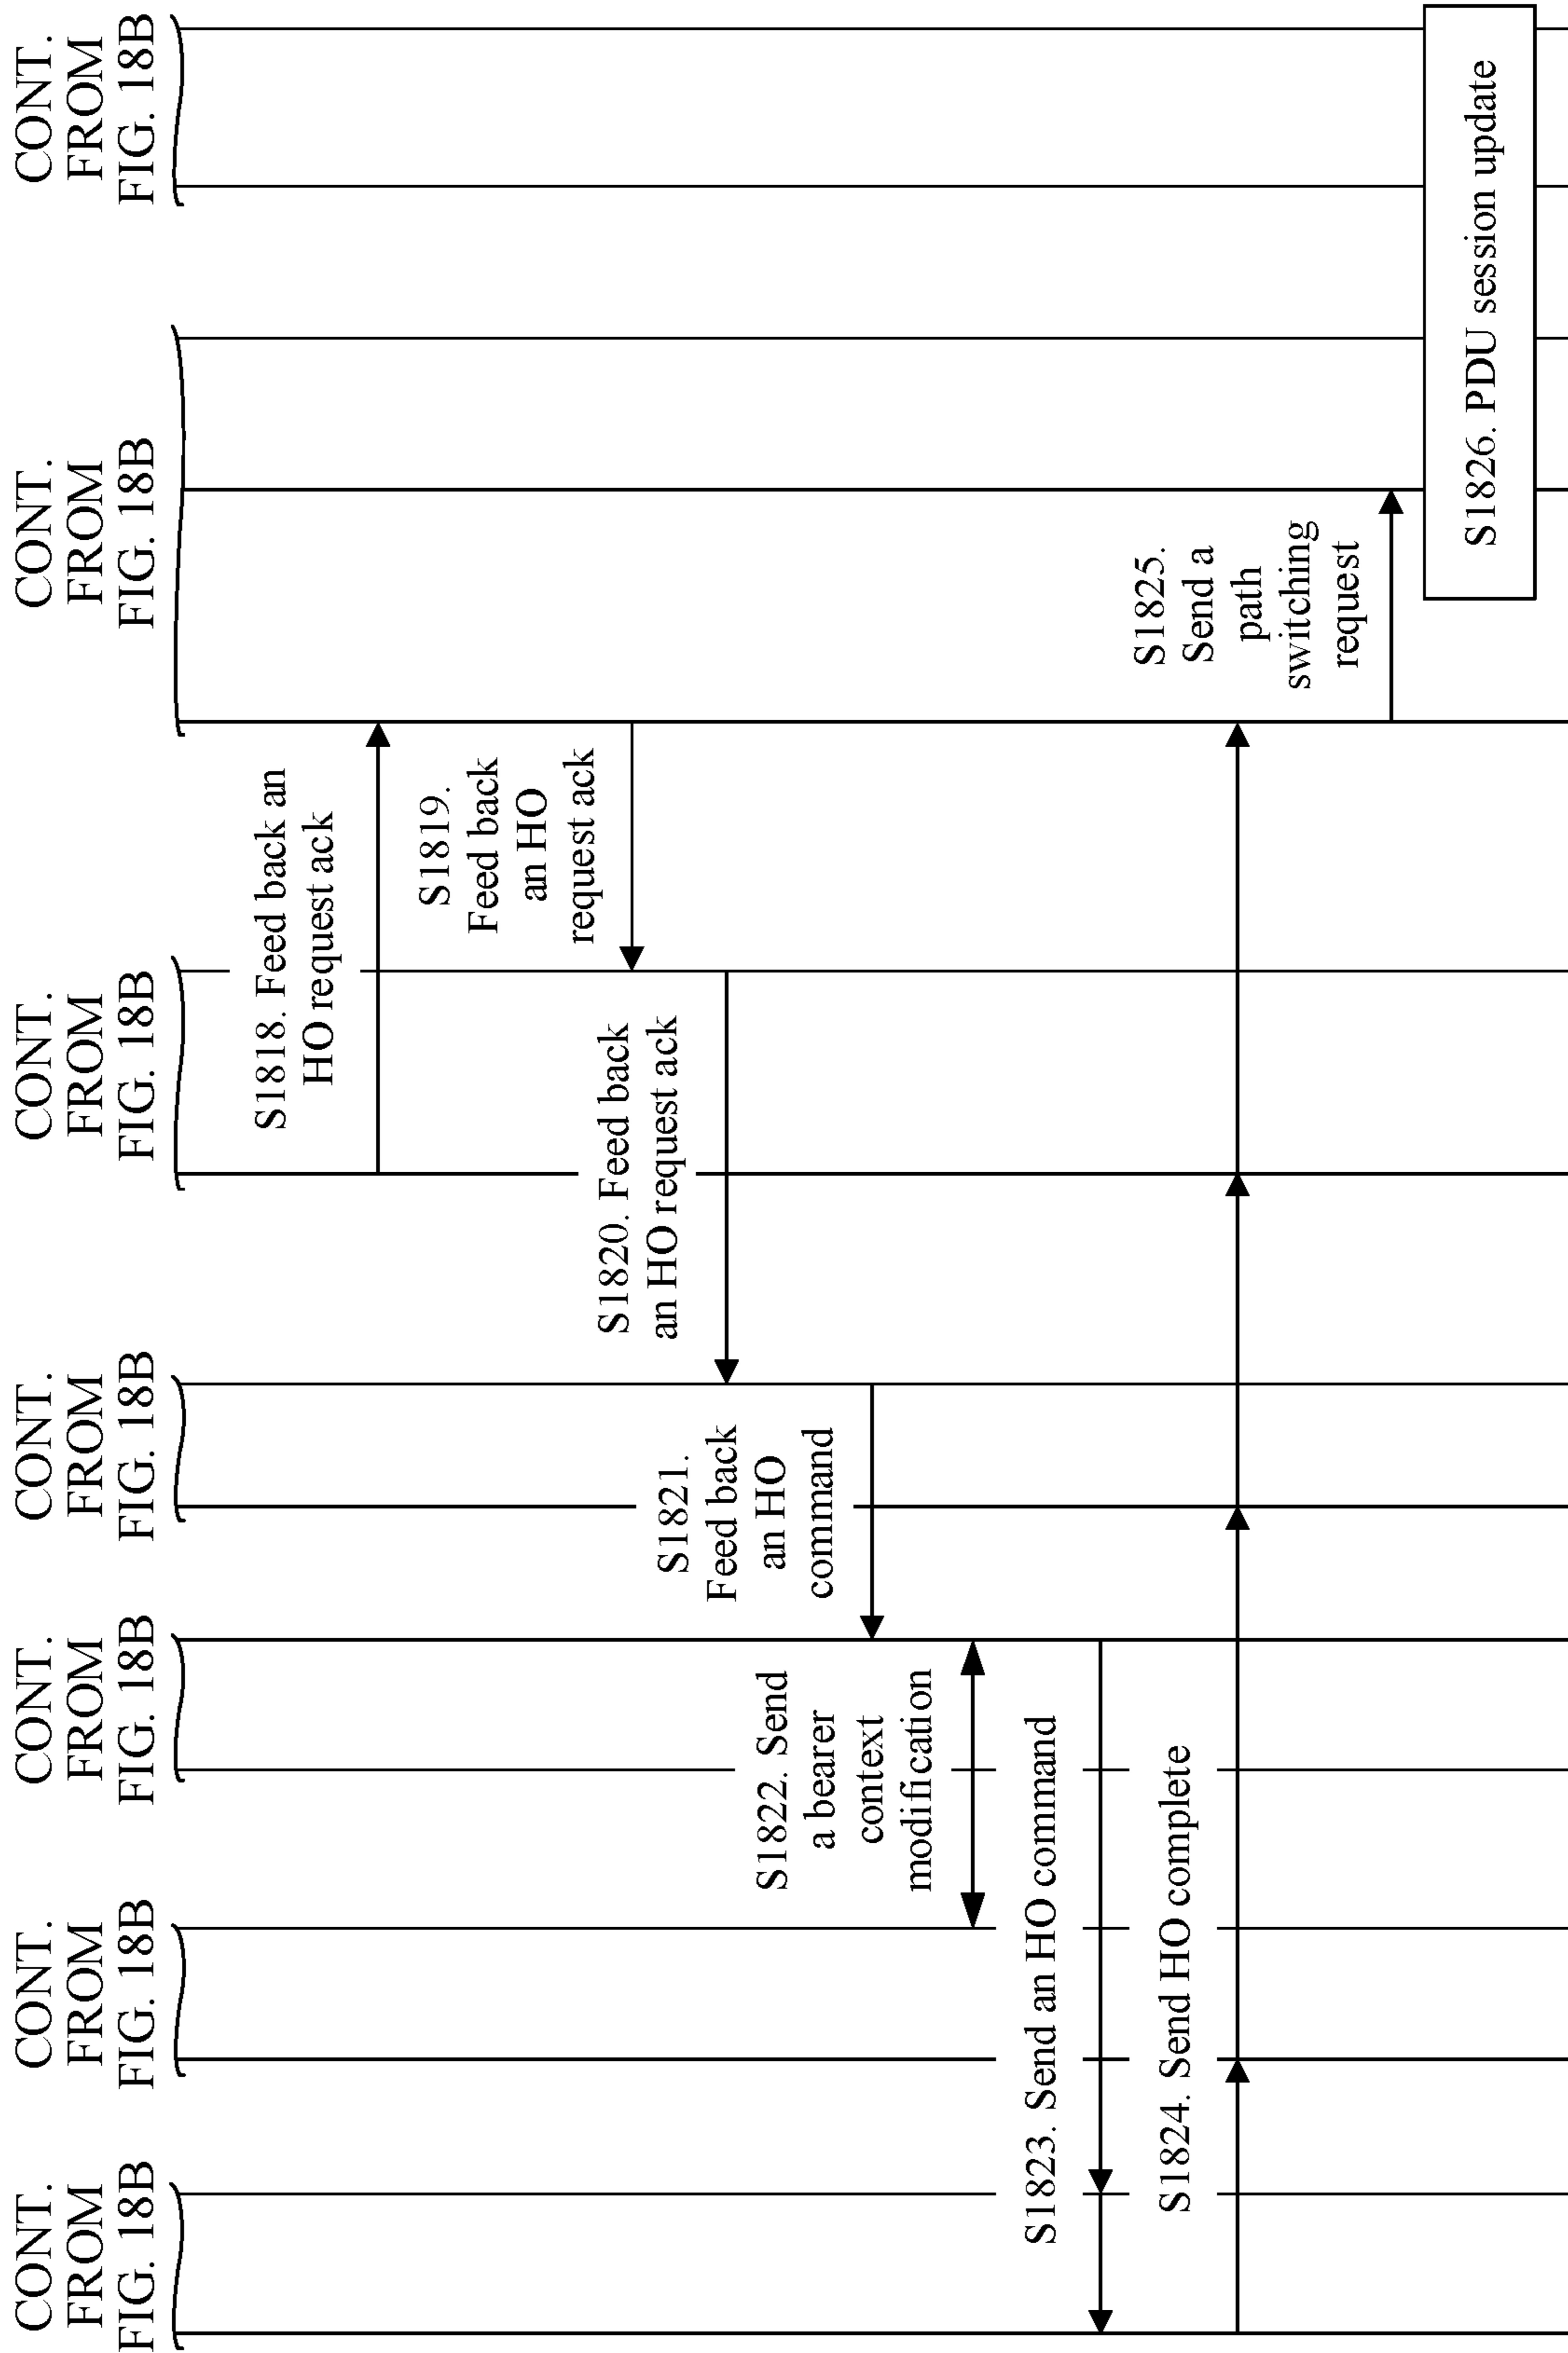 CONT.
FROM
FIG. 18B
CONT.
FROM
FIG. 18B
CONT.
FROM
FIG. 18B
CONT.
FROM
FIG. 18B
CONT.
FROM
FIG. 18B
CONT.
FROM
FIG. 18B
CONT.
FROM
FIG. 18B
S1818. Feed back an
HO request ack
S1819.
Feed back
an HO
request ack
S1820. Feed back
an HO request ack
S1821.
Feed back
an HO
command
S1822. Send
a bearer
context
modification
S1823. Send an HO command
S1824. Send HO complete
S1825.
Send a
path
switching
request
S1826. PDU session update